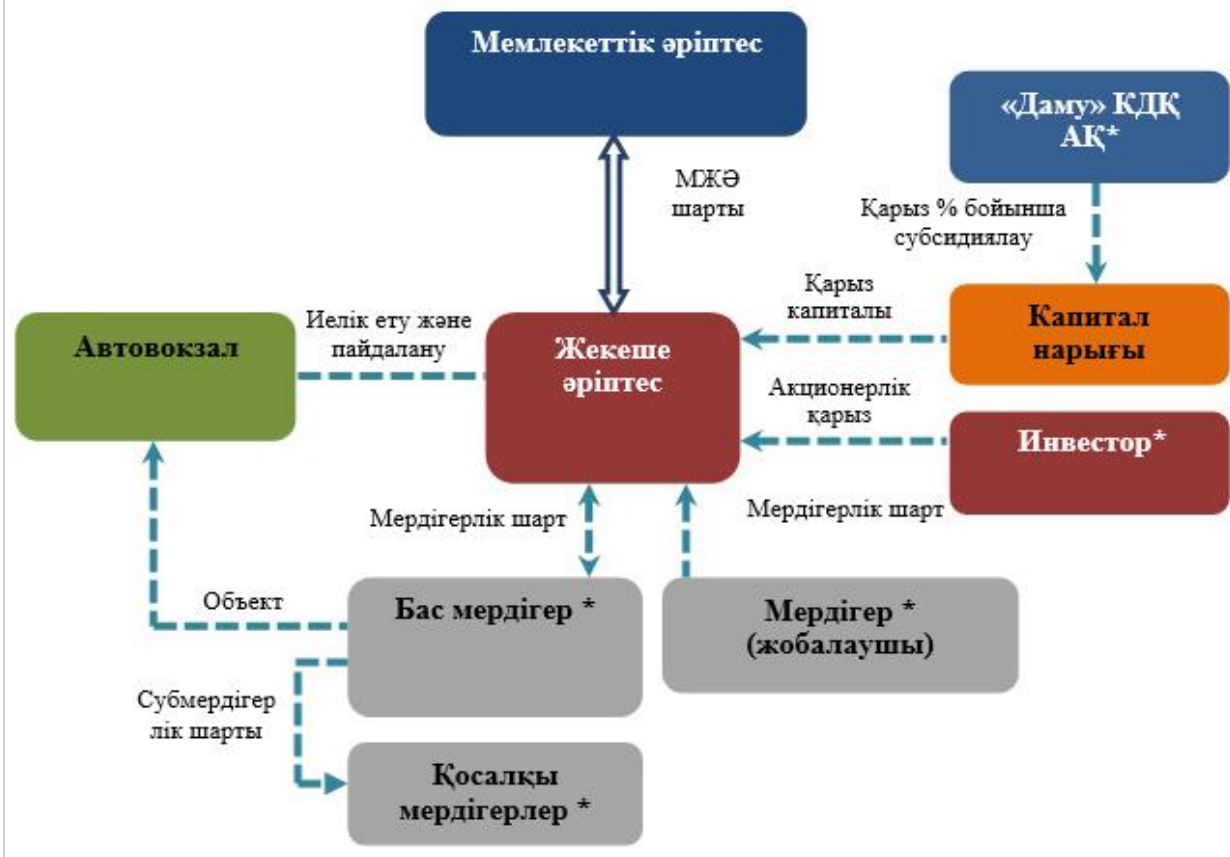 Мемлекеттік әріптес
«Даму» КДҚ
АҚ*
МЖӘ
шарты
Қарыз % бойынша
субсидиялау
Қарыз
капиталы
Капитал
нарығы
Автовокзал
Иелік ету және
пайдалану
Жекеше
әріптес
Акционерлік
қарыз
Инвестор*
Мердігерлік шарт
Мердігерлік шарт
Объект
Бас мердігер *
Мердігер *
(жобалаушы)
Субмердігер
лік шарты
Қосалқы
мердігерлер *